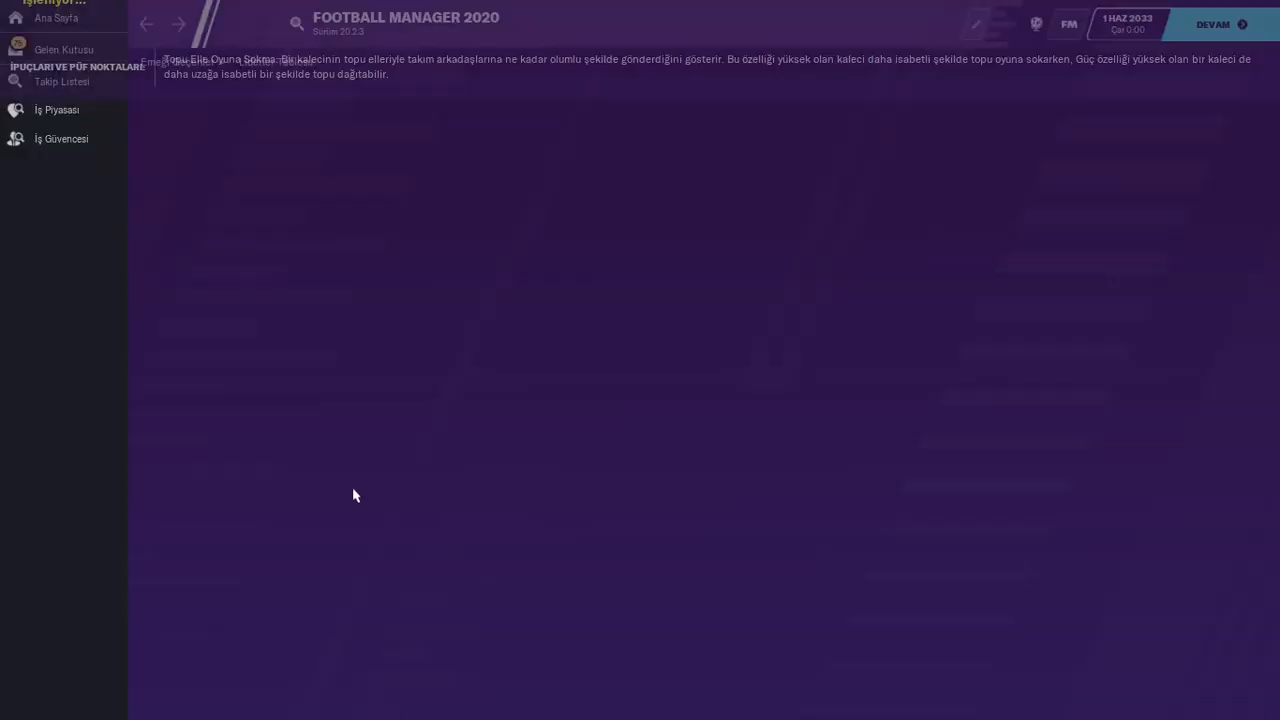 İşleniyor...
Ana Sayfa
FOOTBALL MANAGER 2020
Sürüm 20.2.3
FM
1 HAZ 2033
Çar 0:00
DEVAM
76
Gelen Kutusu
İPUÇLARI VE PÜF NOKTALARI:
Topu Elle Oyuna Sokma: Bir kalecinin topu elleriyle takım arkadaşlarına ne kadar olumlu şekilde gönderdiğini gösterir. Bu özelliği yüksek olan kaleci daha isabetli şekilde topu oyuna sokarken, Güç özelliği yüksek olan bir kaleci de
daha uzağa isabetli bir şekilde topu dağıtabilir.
Takip Listesi
İş Piyasası
İş Güvencesi